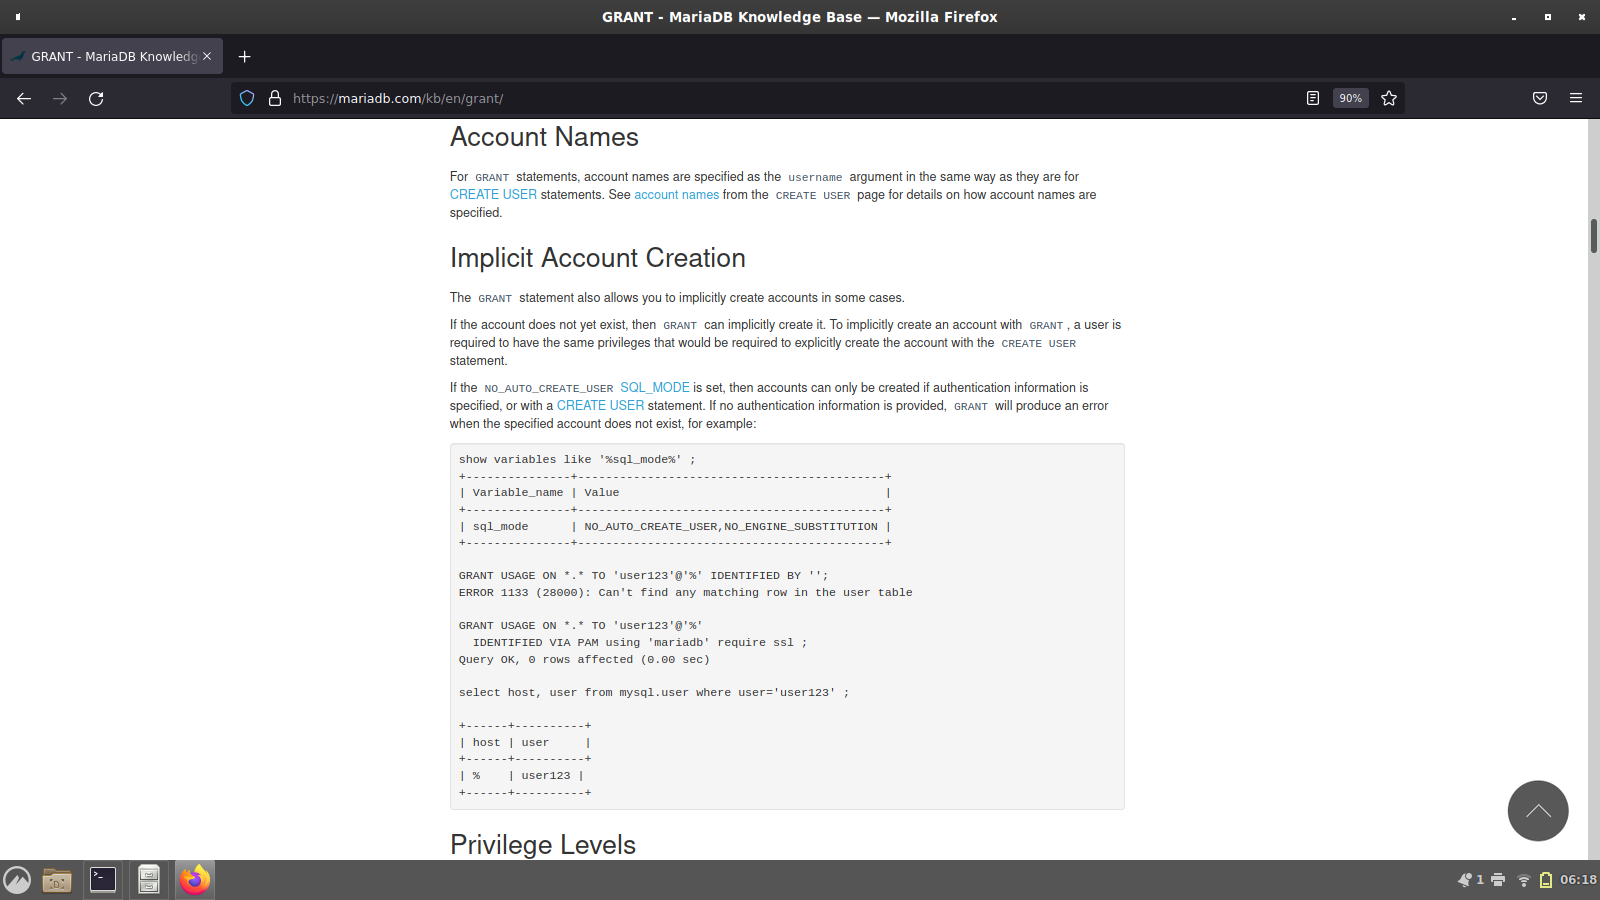 GRANT - MariaDB Knowledge Base — Mozilla Firefox
GRANT - MariaDB Knowledg
https://mariadb.com/kb/en/grant/
90%
Account Names
For GRANT statements, account names are specified as the username argument in the same way as they are for
CREATE USER statements. See account names from the CREATE USER page for details on how account names are
specified.
Implicit Account Creation
The GRANT statement also allows you to implicitly create accounts in some cases.
If the account does not yet exist, then GRANT can implicitly create it. To implicitly create an account with GRANT , a user is
required to have the same privileges that would be required to explicitly create the account with the CREATE USER
statement.
If the NO_AUTO_CREATE_USER SQL_MODE is set, then accounts can only be created if authentication information is
specified, or with a CREATE USER statement. If no authentication information is provided, GRANT will produce an error
when the specified account does not exist, for example:
show variables like '%sql_mode%' ;
+---------------+--------------------------------------------+
| Variable_name | Value                                      |
+---------------+--------------------------------------------+
| sql_mode      | NO_AUTO_CREATE_USER,NO_ENGINE_SUBSTITUTION |
+---------------+--------------------------------------------+
GRANT USAGE ON *.* TO 'user123'@'%' IDENTIFIED BY '';
ERROR 1133 (28000): Can't find any matching row in the user table
GRANT USAGE ON *.* TO 'user123'@'%'
  IDENTIFIED VIA PAM using 'mariadb' require ssl ;
Query OK, 0 rows affected (0.00 sec)
select host, user from mysql.user where user='user123' ;
+------+----------+
| host | user     |
+------+----------+
| %    | user123 |
+------+----------+
Privilege Levels
1
06:18